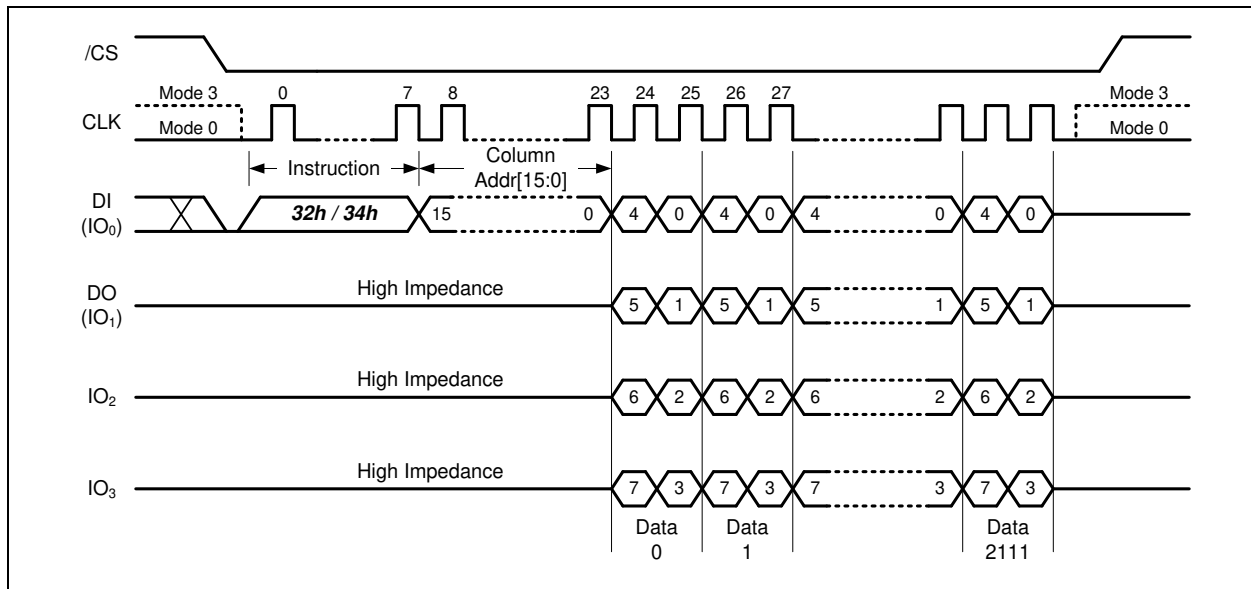 /CS
Mode 3 0 7 8 23 24 25 26 27 Mode 3
CLK
Mode 0 Mode 0
Instruction Column
Addr[15:0]
DI
(IO0) 32h / 34h 15 0 4 0 4 0 4 0 4 0
DO
(IO1) High Impedance 5 1 5 1 5 1 5 1
IO2 High Impedance 6 2 6 2 6 2 6 2
IO3 High Impedance 7 3 7 3 7 3 7 3
Data Data Data
0 1 2111